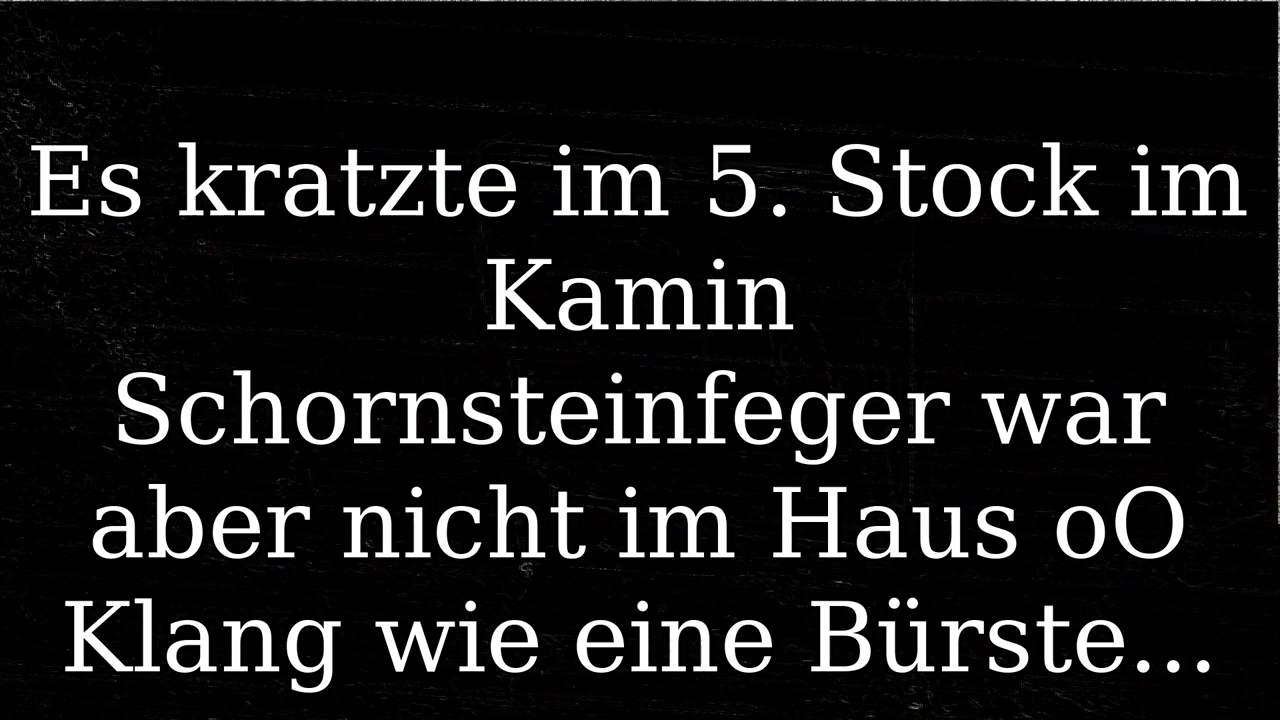 Es kratzte im 5. Stock im
Kamin
Schornsteinfeger war
aber nicht im Haus oO
Klang wie eine Bürste...